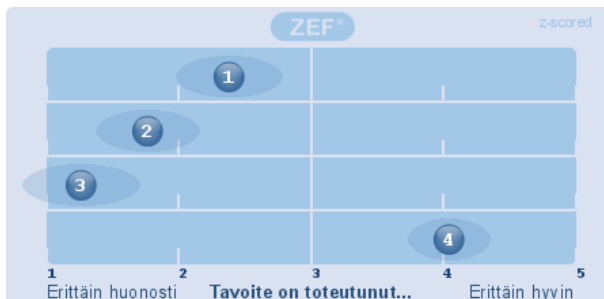 ZEF®
z-scored
1
2
3
4
1 2 3 4 5
Erittäin huonosti Tavoite on toteutunut... Erittäin hyvin